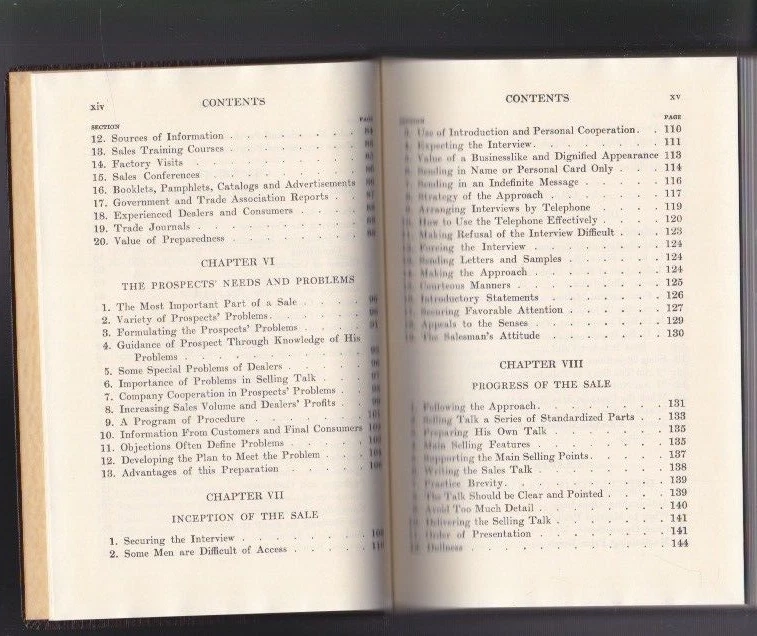 xiv
CONTENTS
SECTION
12. Sources of Information
13. Sales Training Courses
14. Factory Visits
15. Sales Conferences
16. Booklets, Pamphlets, Catalogs and Advertisements
17. Government and Trade Association Reports
18. Experienced Dealers and Consumers
19. Trade Journals
20. Value of Preparedness
CHAPTER VI
THE PROSPECTS' NEEDS AND PROBLEMS
1. The Most Important Part of a Sale
2. Variety of Prospects' Problems
3. Formulating the Prospects' Problems
4. Guidance of Prospect Through Knowledge of His
Problems
5. Some Special Problems of Dealers
6. Importance of Problems in Selling Talk
7. Company Cooperation in Prospects' Problems
8. Increasing Sales Volume and Dealers' Profits
9. A Program of Procedure
10. Information From Customers and Final Consumers
11. Objections Often Define Problems
12. Developing the Plan to Meet the Problem
13. Advantages of this Preparation
CHAPTER VII
INCEPTION OF THE SALE
1. Securing the Interview
2. Some Men are Difficult of Access
CONTENTS
xv
PAGE
Use of Introduction and Personal Cooperation. . 110
the Interview. 111
Value of a Businesslike and Dignified Appearance 113
Sending in Name or Personal Card Only 114
Sending in an Indefinite Message 116
Strategy of the Approach 117
Arranging Interviews by Telephone 119
How to Use the Telephone Effectively 120
Making Refusal of the Interview Difficult 123
Forcing the Interview 124
Sending Letters and Samples 124
Making the Approach 124
Courteous Manners 125
Introductory Statements 126
Securing Favorable Attention 127
Appeals to the Senses 129
The Salesman's Attitude 130
CHAPTER VIII
PROGRESS OF THE SALE
Following the Approach. 131
Selling Talk a Series of Standardized Parts 133
Preparing His Own Talk 135
Main Selling Features 135
Supporting the Main Selling Points. 137
Writing the Sales Talk 138
Practice Brevity. 139
The Talk Should be Clear and Pointed 139
Avoid Too Much Detail 140
Delivering the Selling Talk 141
Order of Presentation 141
Dullness 144